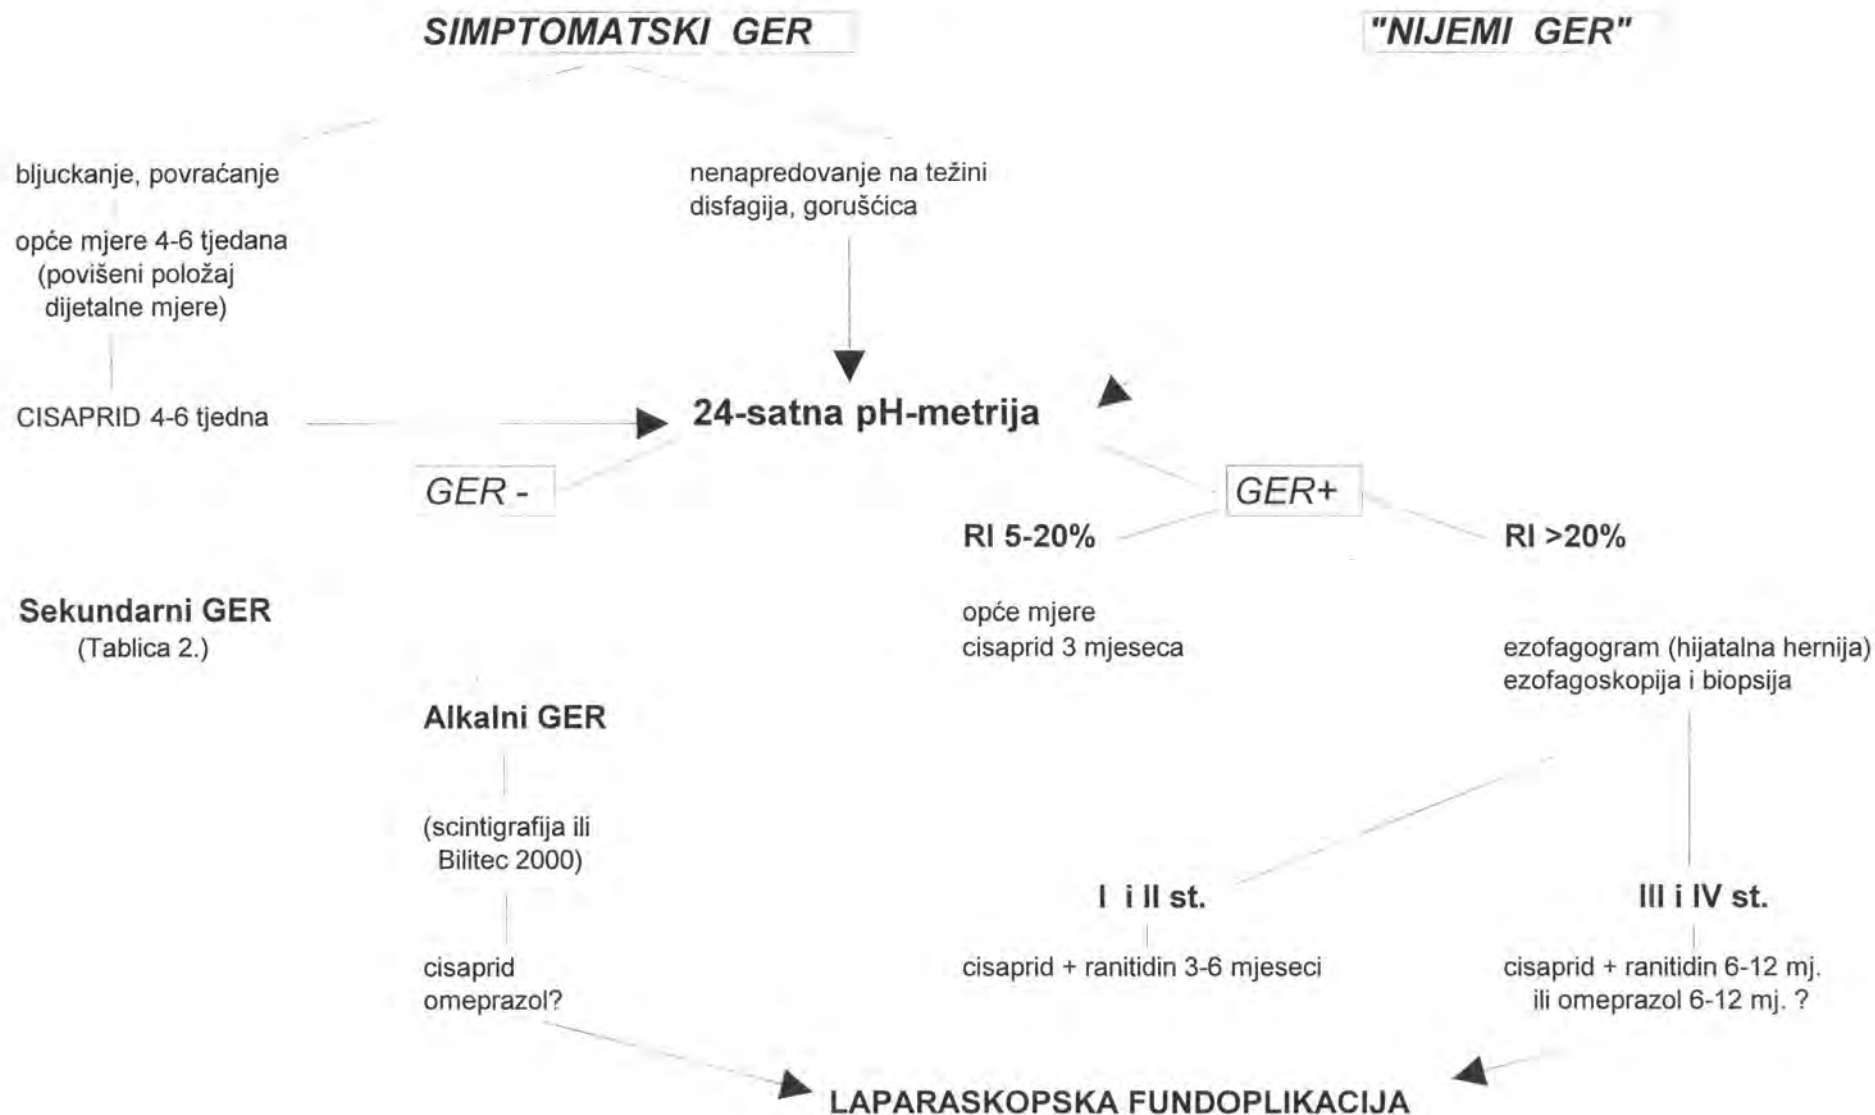 SIMPTOMATSKI GER
"NIJEMI GER"
bljuckanje, povraćanje
nenapredovanje na težini
disfagija, gorušćica
opće mjere 4-6 tjedana
(povišeni položaj
dijetalne mjere)
CISAPRID 4-6 tjedna
24-satna pH-metrija
GER -
GER+
RI 5-20%
RI >20%
Sekundarni GER
(Tablica 2.)
opće mjere
cisaprid 3 mjeseca
ezofagogram (hijatalna hernija)
ezofagoskopija i biopsija
Alkalni GER
(scintigrafija ili
Bilitec 2000)
I i II st.
III i IV st.
cisaprid
omeprazol?
cisaprid + ranitidin 3-6 mjeseci
cisaprid + ranitidin 6-12 mj.
ili omeprazol 6-12 mj. ?
LAPARASKOPSKA FUNDOPLIKACIJA